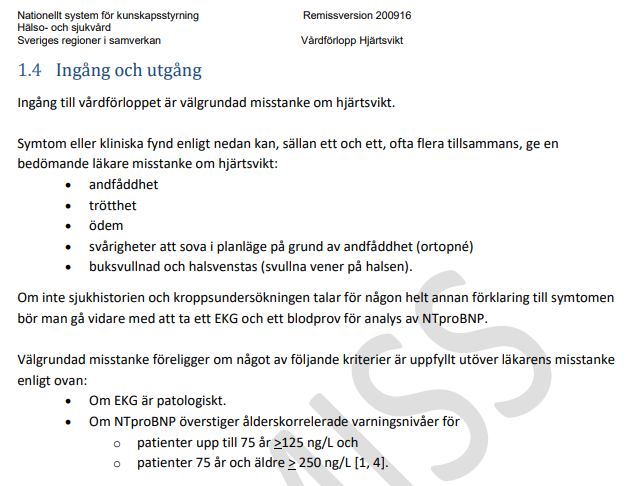 Nationellt system för kunskapsstyrning Remissversion 200916
Hälso- och sjukvård
Sveriges regioner i samverkan Vårdförlopp Hjärtsvikt
1.4 Ingång och utgång
Ingång till vårdförloppet är välgrundad misstanke om hjärtsvikt.
Symtom eller kliniska fynd enligt nedan kan, sällan ett och ett, ofta flera tillsammans, ge en
bedömande läkare misstanke om hjärtsvikt:
• andfåddhet
• trötthet
• ödem
• svårigheter att sova i planläge på grund av andfåddhet (ortopné)
• buksvullnad och halsvenstas (svullna vener på halsen).
Om inte sjukhistorien och kroppsundersökningen talar för någon helt annan förklaring till symtomen
bör man gå vidare med att ta ett EKG och ett blodprov för analys av NTproBNP.
Välgrundad misstanke föreligger om något av följande kriterier är uppfyllt utöver läkarens misstanke
enligt ovan:
• Om EKG är patologiskt.
• Om NTproBNP överstiger ålderskorrelerade varningsnivåer för
o patienter upp till 75 år ≥125 ng/L och
o patienter 75 år och äldre ≥ 250 ng/L [1, 4].
MISS